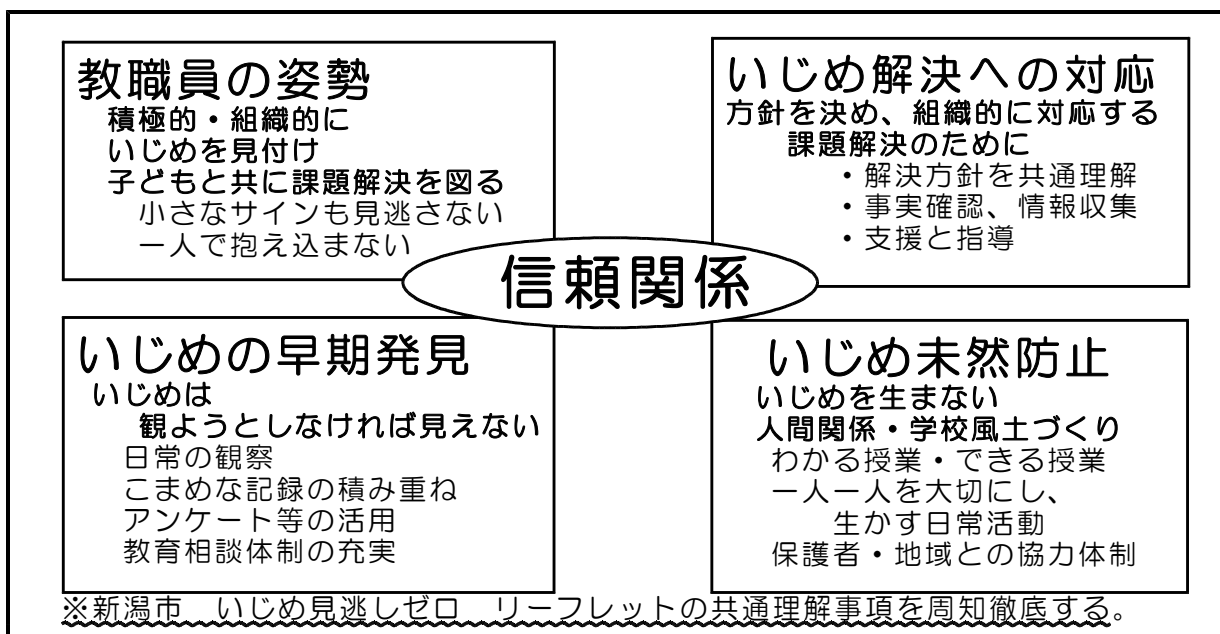 教職員の姿勢
積極的・組織的に
いじめを見付け
子どもと共に課題解決を図る
小さなサインも見逃さない
一人で抱え込まない
いじめ解決への対応
方針を決め、組織的に対応する
課題解決のために
・解決方針を共通理解
・事実確認、情報収集
・支援と指導
信頼関係
いじめの早期発見
いじめは
観ようとしなければ見えない
日常の観察
こまめな記録の積み重ね
アンケート等の活用
教育相談体制の充実
いじめ未然防止
いじめを生まない
人間関係・学校風土づくり
わかる授業・できる授業
一人一人を大切にし、
生かす日常活動
保護者・地域との協力体制
※新潟市　いじめ見逃しゼロ　リーフレットの共通理解事項を周知徹底する。